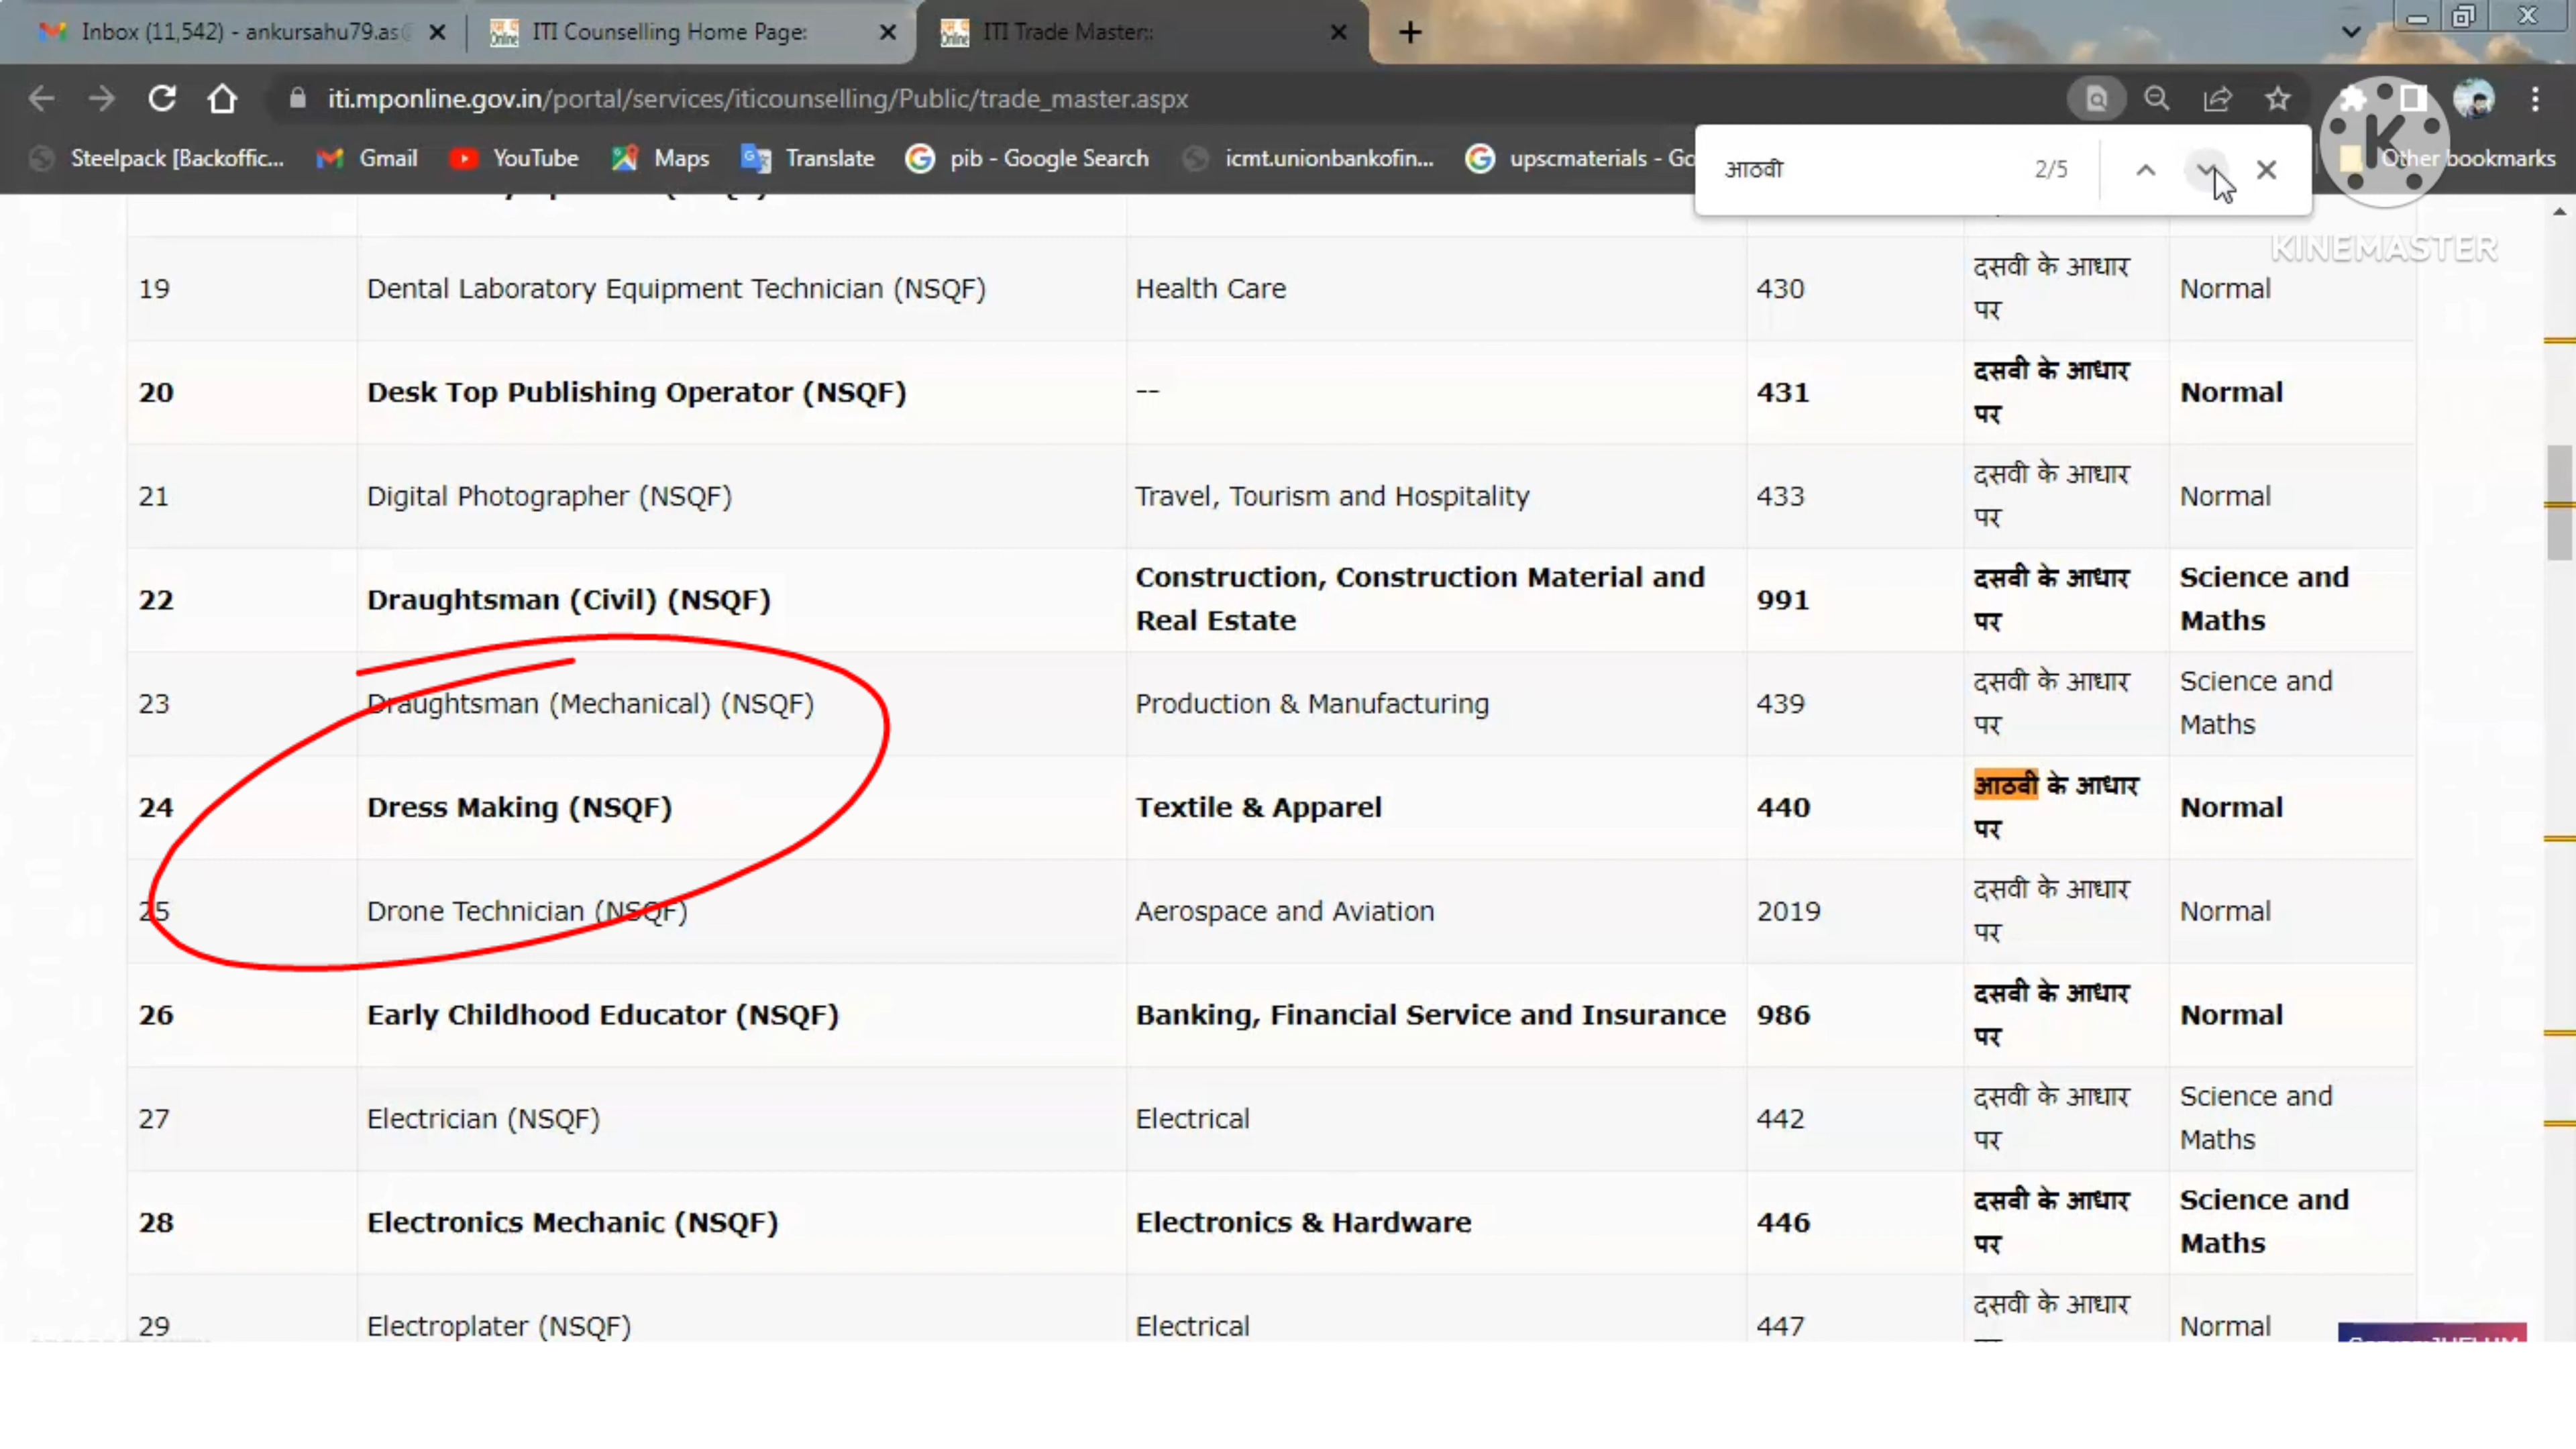 Inbox (11,542) - ankursahu79.as
ITI Counselling Home Page:
ITI Trade Master::
iti.mponline.gov.in/portal/services/iticounselling/Public/trade_master.aspx
Steelpack [Backoffic... Gmail YouTube Maps Translate pib - Google Search icmt.unionbankofin... upscmaterials - Go Other bookmarks
आठवी 2/5
K
KINEMASTER
19 Dental Laboratory Equipment Technician (NSQF) Health Care 430 दसवी के आधार पर Normal
20 Desk Top Publishing Operator (NSQF) -- 431 दसवी के आधार पर Normal
21 Digital Photographer (NSQF) Travel, Tourism and Hospitality 433 दसवी के आधार पर Normal
22 Draughtsman (Civil) (NSQF) Construction, Construction Material and Real Estate 991 दसवी के आधार पर Science and Maths
23 Draughtsman (Mechanical) (NSQF) Production & Manufacturing 439 दसवी के आधार पर Science and Maths
24 Dress Making (NSQF) Textile & Apparel 440 आठवी के आधार पर Normal
25 Drone Technician (NSQF) Aerospace and Aviation 2019 दसवी के आधार पर Normal
26 Early Childhood Educator (NSQF) Banking, Financial Service and Insurance 986 दसवी के आधार पर Normal
27 Electrician (NSQF) Electrical 442 दसवी के आधार पर Science and Maths
28 Electronics Mechanic (NSQF) Electronics & Hardware 446 दसवी के आधार पर Science and Maths
29 Electroplater (NSQF) Electrical 447 दसवी के आधार Normal